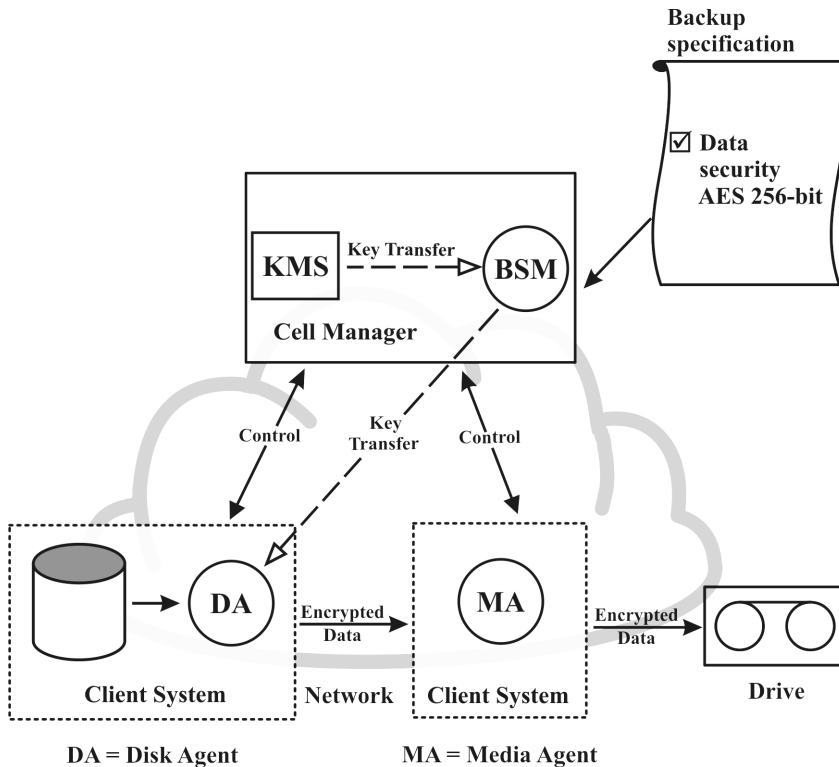 Backup
specification
Data
security
AES 256-bit
KMS
Key Transfer
BSM
Cell Manager
Control
Key
Transfer
Control
DA
Encrypted
Data
MA
Encrypted
Data
Client System
Network
Client System
Drive
DA = Disk Agent
MA = Media Agent